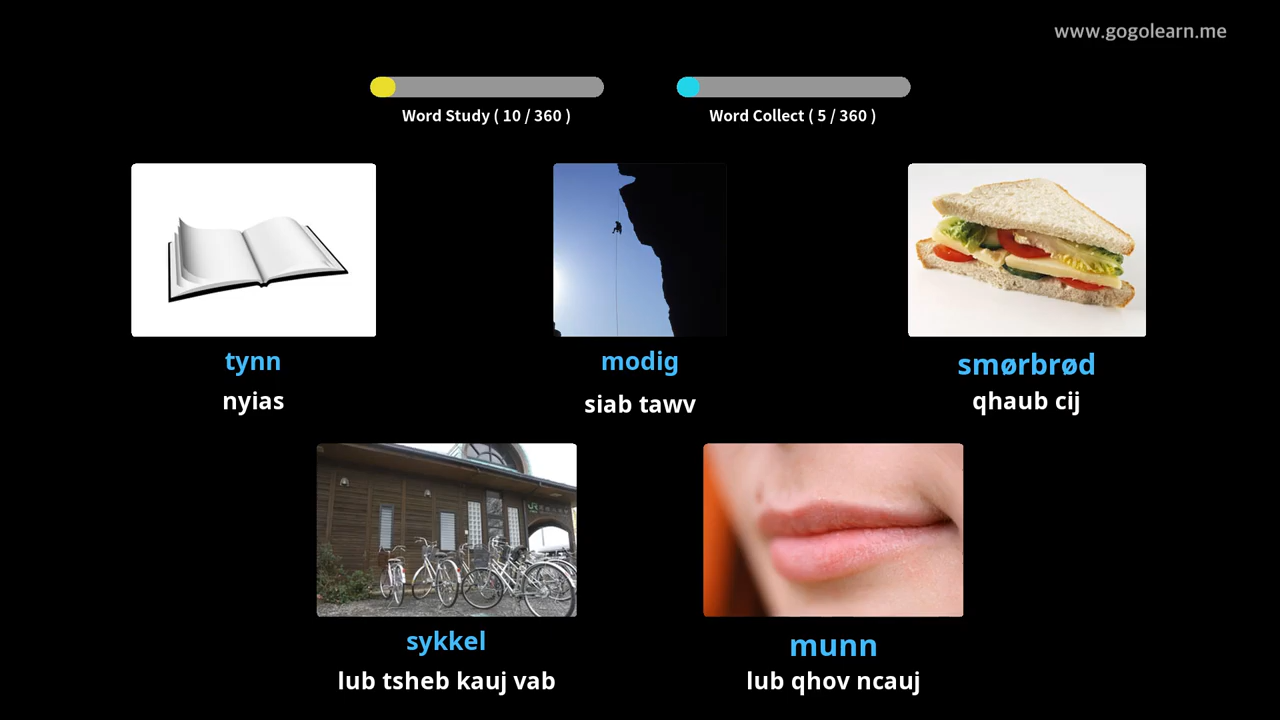 www.gogolearn.me
Word Study ( 10 / 360 )
Word Collect ( 5 / 360 )
tynn
modig
smørbrød
nyias
siab tawv
qhaub cij
sykkel
munn
lub tsheb kauj vab
lub qhov ncauj